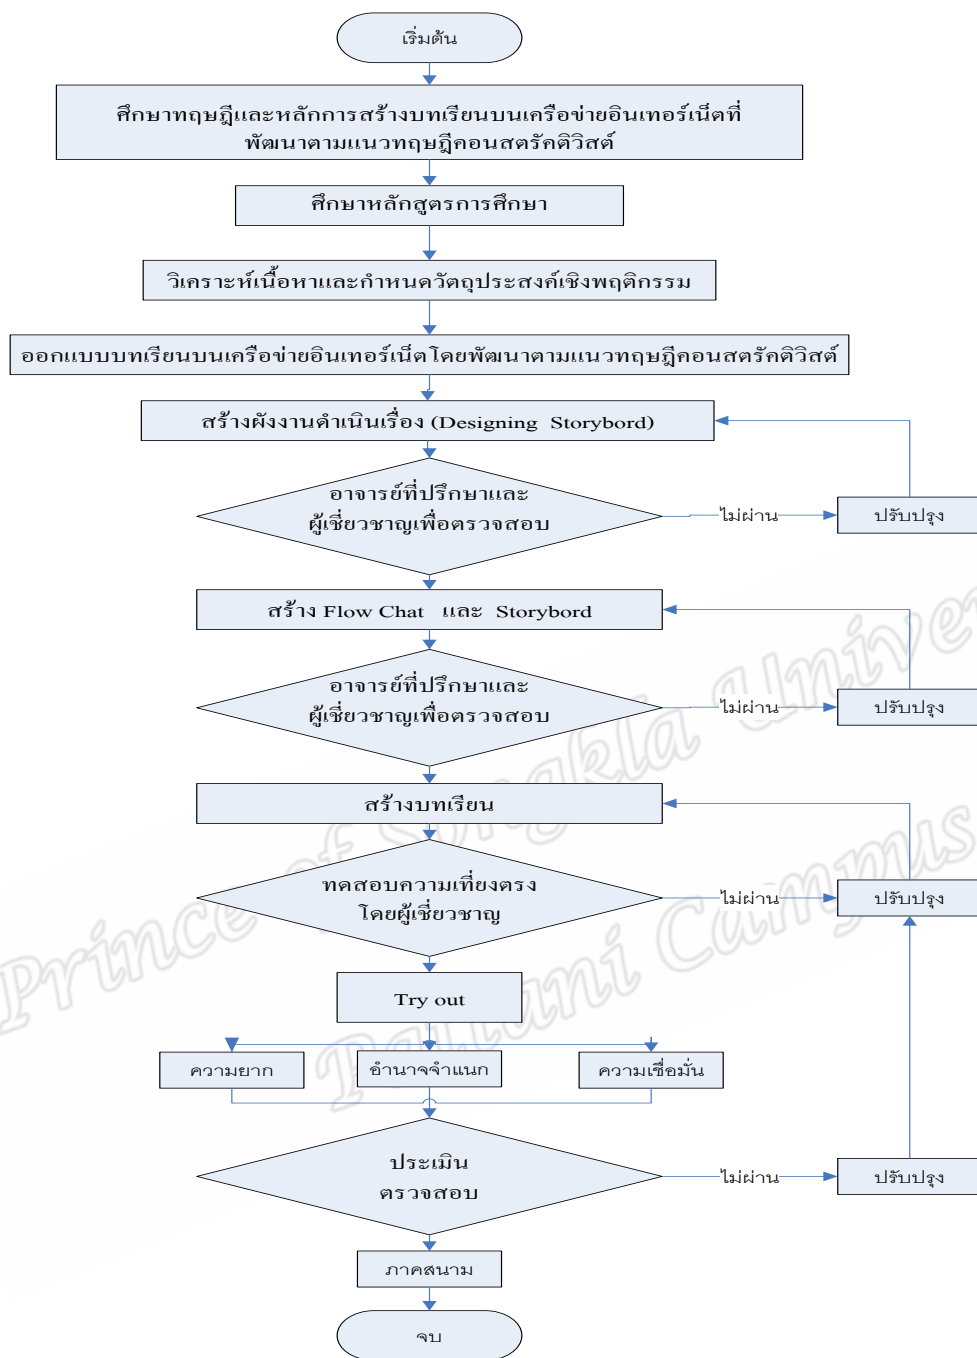 เริ่มต้น
ศึกษาทฤษฎีและหลักการสร้างบทเรียนบนเครือข่ายอินเทอร์เน็ตที่
พัฒนาตามแนวทฤษฎีคอนสตรัคติวิสต์
ศึกษาหลักสูตรการศึกษา
วิเคราะห์เนื้อหาและกำหนดวัตถุประสงค์เชิงพฤติกรรม
ออกแบบบทเรียนบนเครือข่ายอินเทอร์เน็ตโดยพัฒนาตามแนวทฤษฎีคอนสตรัคติวิสต์
สร้างผังงานดำเนินเรื่อง (Designing Storybord)
อาจารย์ที่ปรึกษาและ
ผู้เชี่ยวชาญเพื่อตรวจสอบ
ไม่ผ่าน
ปรับปรุง
สร้าง Flow Chat และ Storybord
อาจารย์ที่ปรึกษาและ
ผู้เชี่ยวชาญเพื่อตรวจสอบ
ไม่ผ่าน
ปรับปรุง
สร้างบทเรียน
ทดสอบความเที่ยงตรง
โดยผู้เชี่ยวชาญ
ไม่ผ่าน
ปรับปรุง
Try out
ความยาก
อำนาจจำแนก
ความเชื่อมั่น
ประเมิน
ตรวจสอบ
ไม่ผ่าน
ปรับปรุง
ภาคสนาม
จบ
Prince of Songkla Univer
Pattani Campus